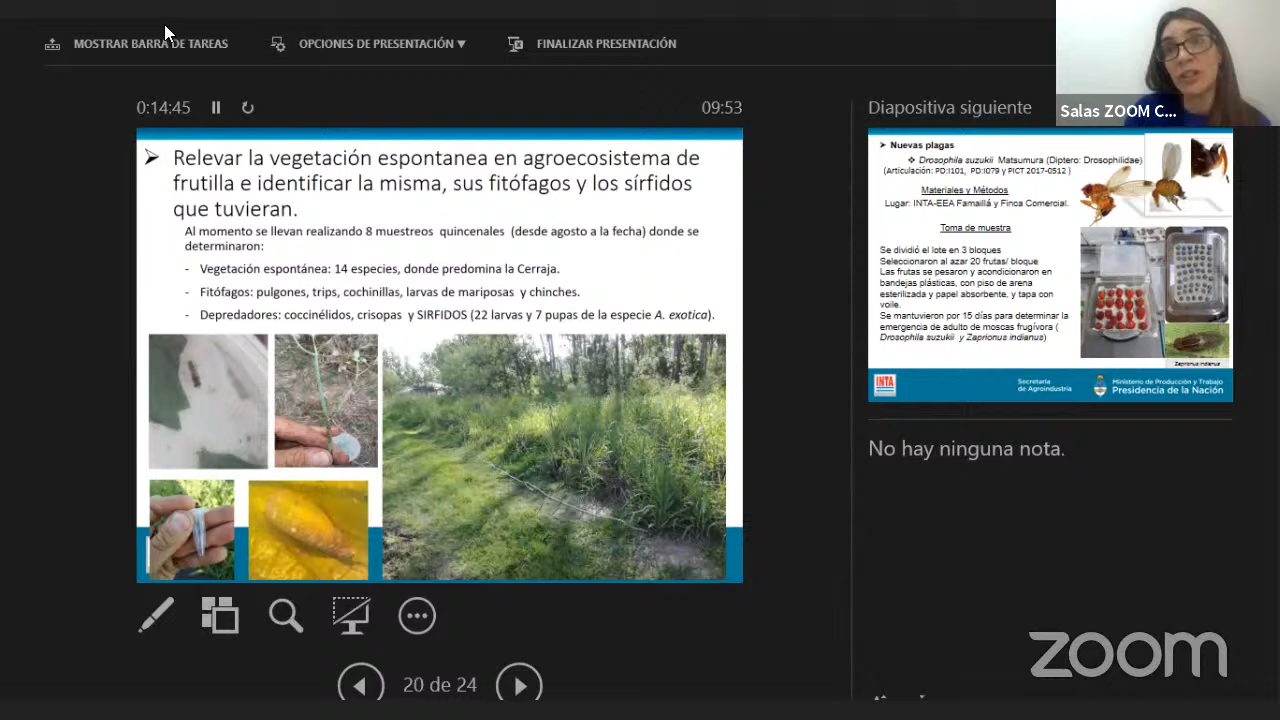 MOSTRAR BARRA DE TAREAS
OPCIONES DE PRESENTACIÓN ▼
FINALIZAR PRESENTACIÓN
Salas ZOOM C...
0:14:45
09:53
Diapositiva siguiente
➤ Relevar la vegetación espontanea en agroecosistema de
frutilla e identificar la misma, sus fitófagos y los sírfidos
que tuvieran.
Al momento se llevan realizando 8 muestreos quincenales (desde agosto a la fecha) donde se
determinaron:
- Vegetación espontánea: 14 especies, donde predomina la Cerraja.
- Fitófagos: pulgones, trips, cochinillas, larvas de mariposas y chinches.
- Depredadores: coccinélidos, crisopas y SIRFIDOS (22 larvas y 7 pupas de la especie A. exotica).
➤ Nuevas plagas
❖ Drosophila suzukii Matsumura (Diptero: Drosophilidae)
(Articulación: PD:I101, PD:I079 y PICT 2017-0512 )
Materiales y Métodos
Lugar: INTA-EEA Famaillá y Finca Comercial.
Toma de muestra
Se dividió el lote en 3 bloques
Seleccionaron al azar 20 frutas/ bloque
Las frutas se pesaron y acondicionaron en
bandejas plásticas, con piso de arena
esterilizada y papel absorbente, y tapa con
voile.
Se mantuvieron por 15 días para determinar la
emergencia de adulto de moscas frugívora (
Drosophila suzukii y Zaprionus indianus)
Zaprionus indianus
INTA
Secretaría
de Agroindustria
Ministerio de Producción y Trabajo
Presidencia de la Nación
No hay ninguna nota.
20 de 24
zoom